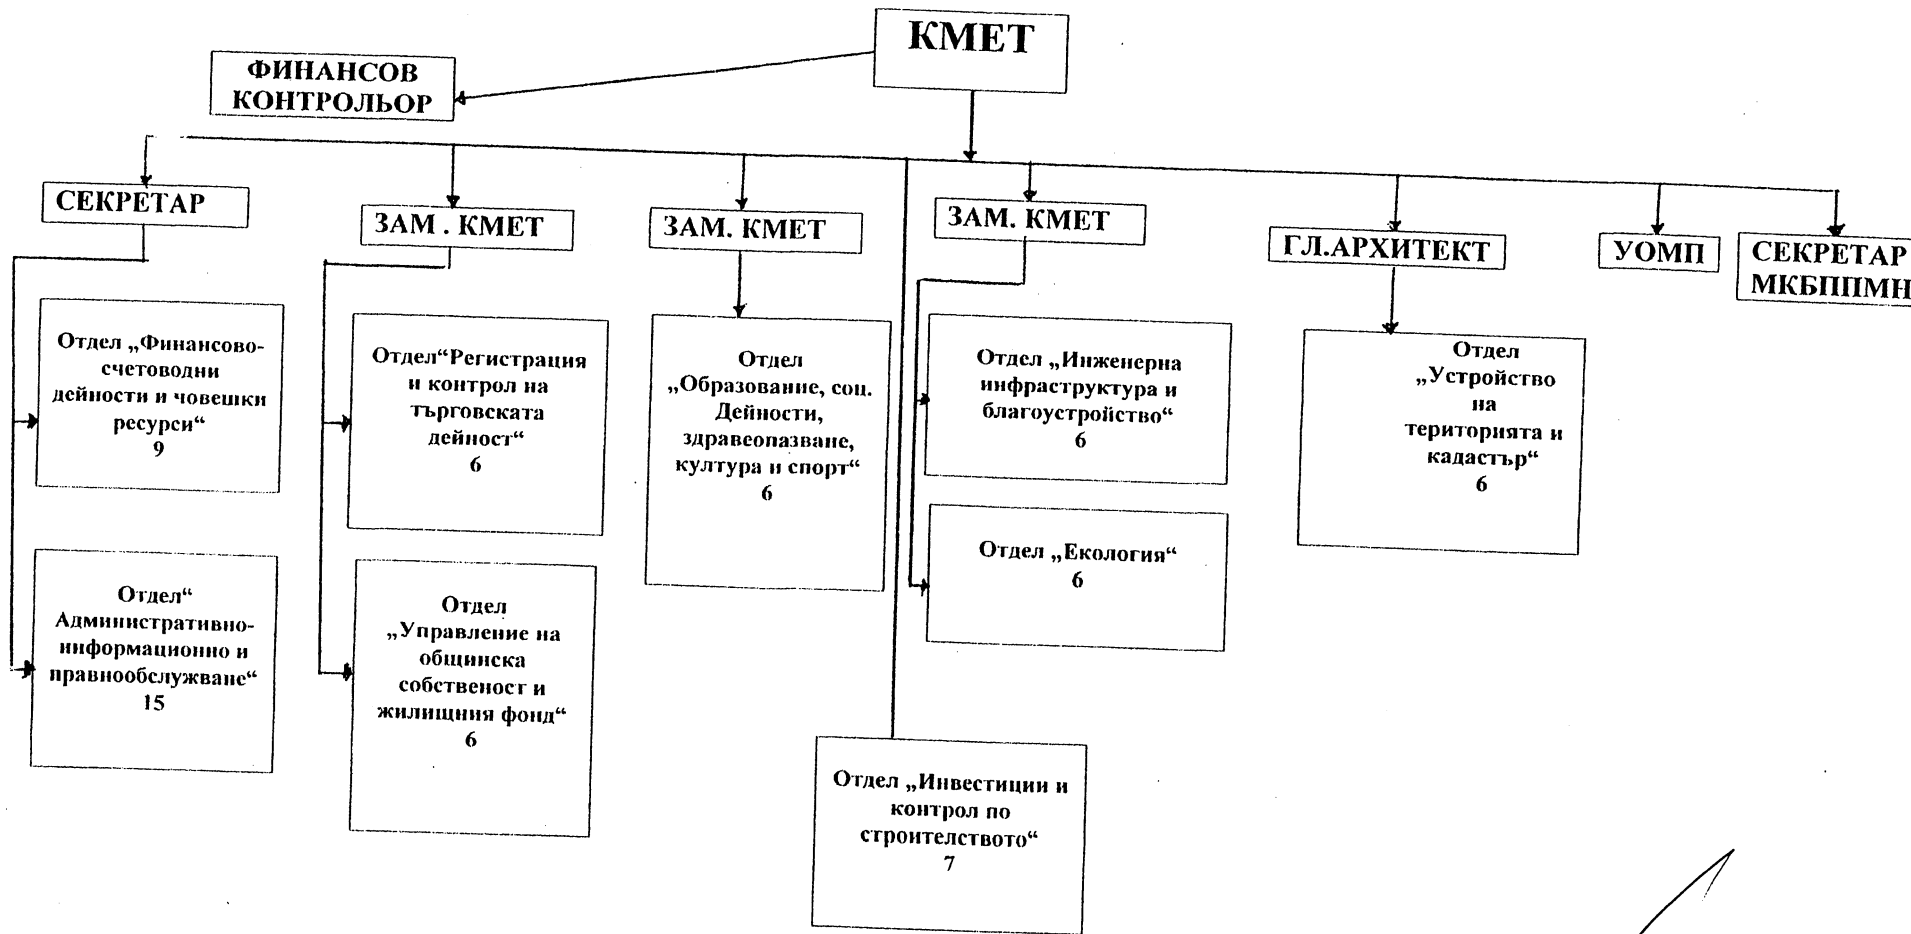 КМЕТ
ФИНАНСОВ
КОНТРОЛЬОР
СЕКРЕТАР
ЗАМ . КМЕТ
ЗАМ. КМЕТ
ЗАМ. КМЕТ
ГЛ.АРХИТЕКТ
УОМП
СЕКРЕТАР
МКБППМН
Отдел „Финансово-
счетоводни
дейности и човешки
ресурси“
9
Отдел“Регистрация
и контрол на
търговската
дейност“
6
Отдел
„Образование, соц.
Дейности,
здравеопазване,
култура и спорт“
6
Отдел „Инженерна
инфраструктура и
благоустройство“
6
Отдел
„Устройство
на
територията и
кадастър“
6
Отдел „Екология“
6
Отдел“
Административно-
информационно и
правнообслужване“
15
Отдел
„Управление на
общинска
собственост и
жилищния фонд“
6
Отдел „Инвестиции и
контрол по
строителството“
7